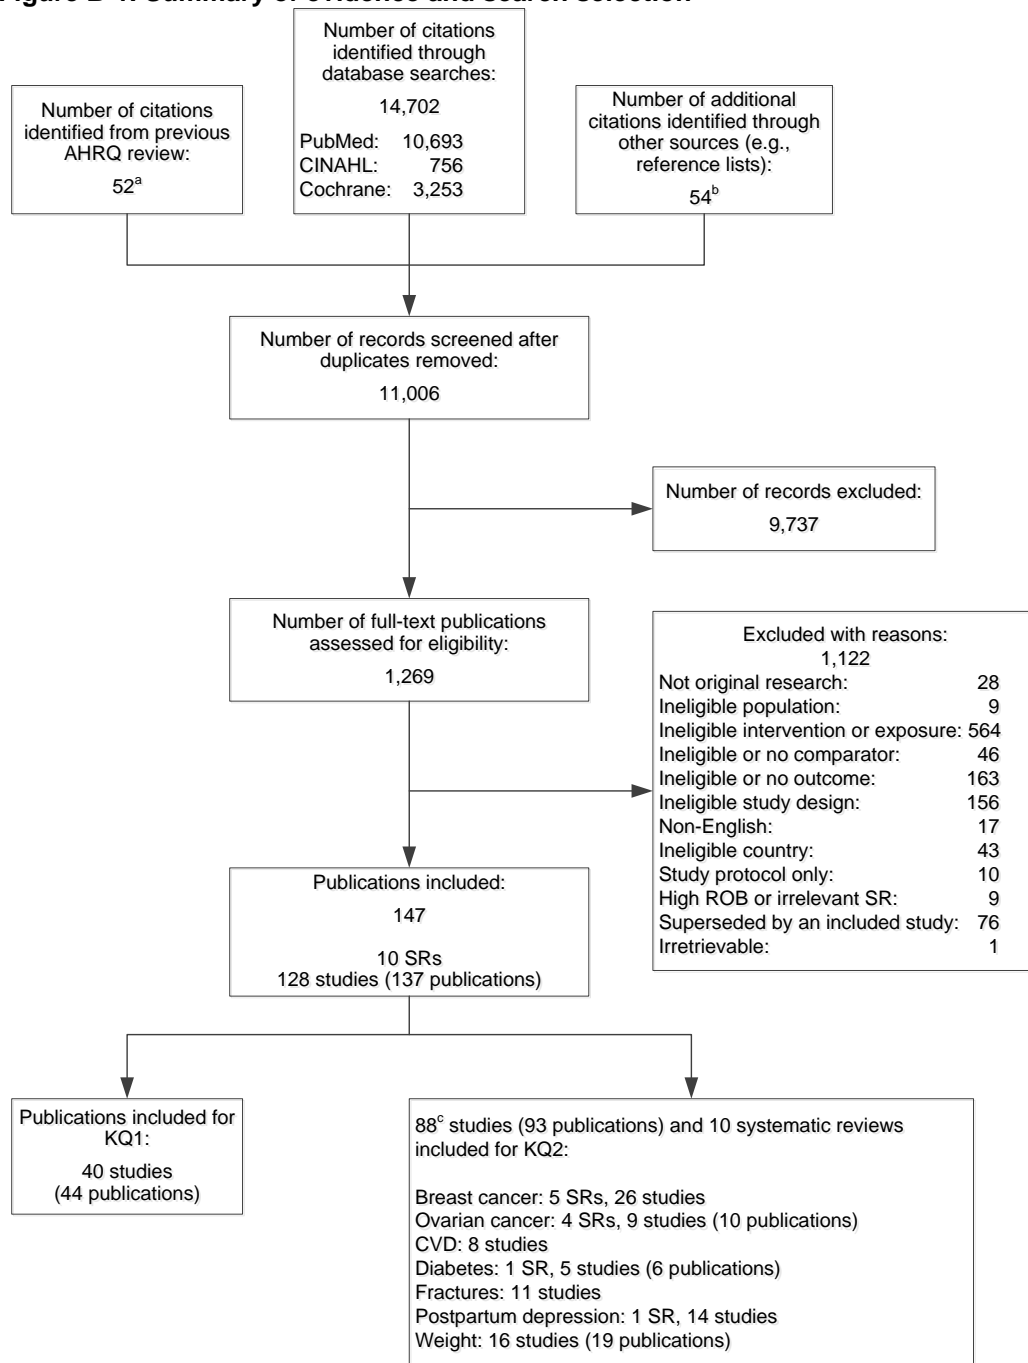 Figure B-1. Summary of evidence and search selection
Number of citations
identified through
database searches:
14,702
PubMed: 10,693
CINAHL: 756
Cochrane: 3,253
Number of citations
identified from previous
AHRQ review:
52a
Number of additional
citations identified through
other sources (e.g.,
reference lists):
54b
Number of records screened after
duplicates removed:
11,006
Number of records excluded:
9,737
Number of full-text publications
assessed for eligibility:
1,269
Excluded with reasons:
1,122
Not original research: 28
Ineligible population: 9
Ineligible intervention or exposure: 564
Ineligible or no comparator: 46
Ineligible or no outcome: 163
Ineligible study design: 156
Non-English: 17
Ineligible country: 43
Study protocol only: 10
High ROB or irrelevant SR: 9
Superseded by an included study: 76
Irretrievable: 1
Publications included:
147
10 SRs
128 studies (137 publications)
Publications included for
KQ1:
40 studies
(44 publications)
88c studies (93 publications) and 10 systematic reviews
included for KQ2:
Breast cancer: 5 SRs, 26 studies
Ovarian cancer: 4 SRs, 9 studies (10 publications)
CVD: 8 studies
Diabetes: 1 SR, 5 studies (6 publications)
Fractures: 11 studies
Postpartum depression: 1 SR, 14 studies
Weight: 16 studies (19 publications)